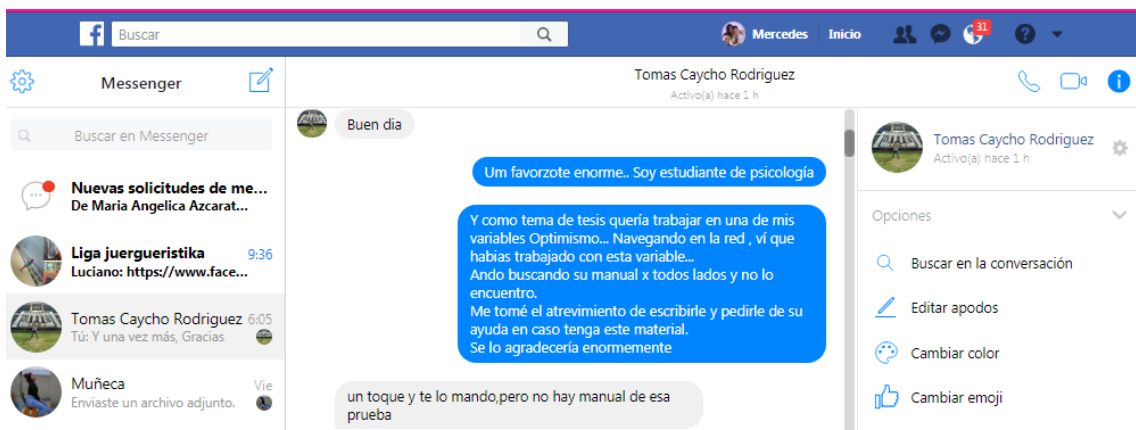 f Buscar
Mercedes Inicio 31 ?
Messenger
Buscar en Messenger
Nuevas solicitudes de me...
De Maria Angelica Azcarat...
Liga juergueristika 9:36
Luciano: https://www.face...
Tomas Caycho Rodriguez 6:05
Tú: Y una vez más, Gracias
Muñeca Vie
Enviaste un archivo adjunto.
Tomas Caycho Rodriguez
Activo(a) hace 1 h
Buen dia
Um favorzote enorme.. Soy estudiante de psicología
Y como tema de tesis quería trabajar en una de mis
variables Optimismo... Navegando en la red , ví que
habias trabajado con esta variable...
Ando buscando su manual x todos lados y no lo
encuentro.
Me tomé el atrevimiento de escribirle y pedirle de su
ayuda en caso tenga este material.
Se lo agradecería enormemente
un toque y te lo mando,pero no hay manual de esa
prueba
Tomas Caycho Rodriguez
Activo(a) hace 1 h
Opciones
Buscar en la conversación
Editar apodos
Cambiar color
Cambiar emoji